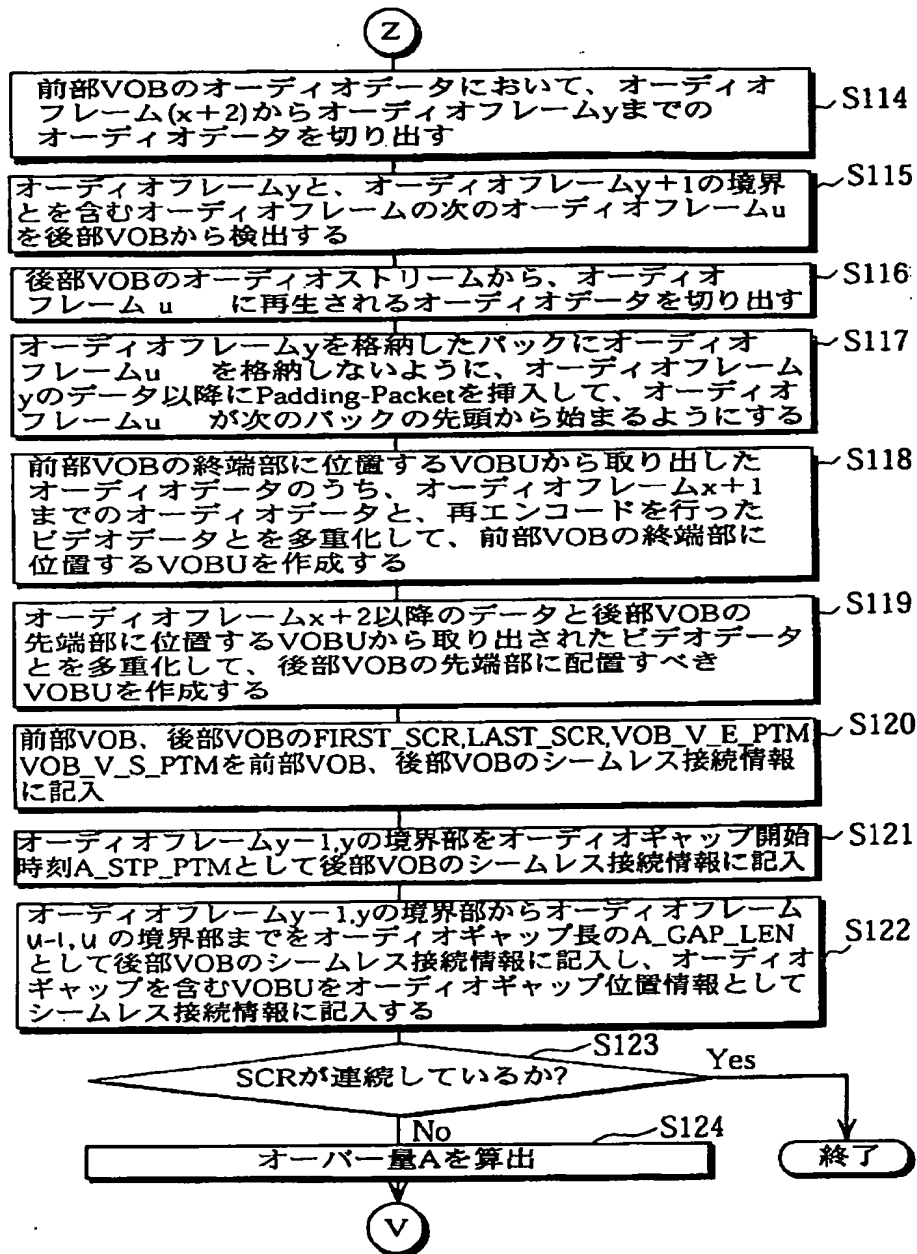 Z
前部VOBのオーディオデータにおいて、オーディオ
フレーム(x+2)からオーディオフレームyまでの
オーディオデータを切り出す
S114
オーディオフレームyと、オーディオフレームy+1の境界
とを含むオーディオフレームの次のオーディオフレームu
を後部VOBから検出する
S115
後部VOBのオーディオストリームから、オーディオ
フレーム u に再生されるオーディオデータを切り出す
S116
オーディオフレームyを格納したパックにオーディオ
フレームu を格納しないように、オーディオフレーム
yのデータ以降にPadding-Packetを挿入して、オーディオ
フレームu が次のパックの先頭から始まるようにする
S117
前部VOBの終端部に位置するVOBUから取り出した
オーディオデータのうち、オーディオフレームx+1
までのオーディオデータと、再エンコードを行った
ビデオデータとを多重化して、前部VOBの終端部に
位置するVOBUを作成する
S118
オーディオフレームx+2以降のデータと後部VOBの
先端部に位置するVOBUから取り出されたビデオデータ
とを多重化して、後部VOBの先端部に配置すべき
VOBUを作成する
S119
前部VOB、後部VOBのFIRST_SCR,LAST_SCR,VOB_V_E_PTM
VOB_V_S_PTMを前部VOB、後部VOBのシームレス接続情報
に記入
S120
オーディオフレームy-1,yの境界部をオーディオギャップ開始
時刻A_STP_PTMとして後部VOBのシームレス接続情報に記入
S121
オーディオフレームy-1,yの境界部からオーディオフレーム
u-1,u の境界部までをオーディオギャップ長のA_GAP_LEN
として後部VOBのシームレス接続情報に記入し、オーディオ
ギャップを含むVOBUをオーディオギャップ位置情報として
シームレス接続情報に記入する
S122
S123
SCRが連続しているか?
Yes
No
S124
オーバー量Aを算出
終了
V